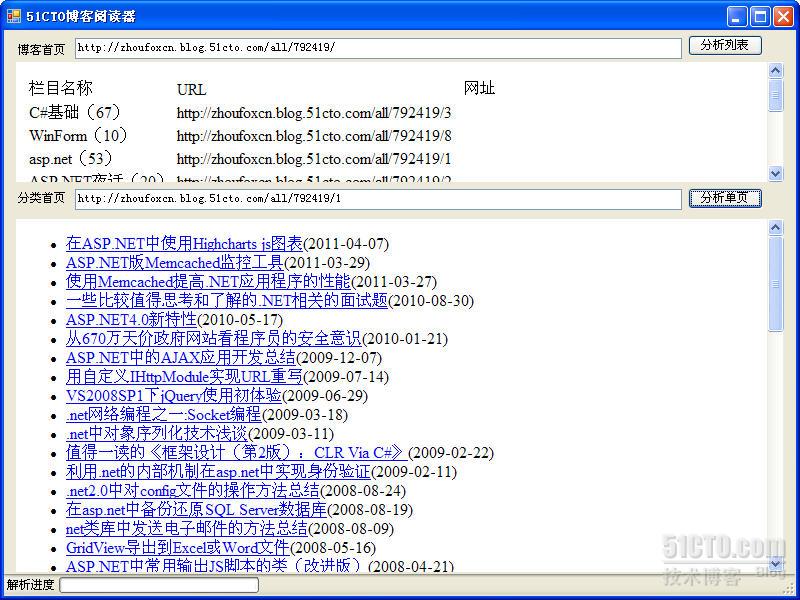 51CTO博客阅读器
博客首页 http://zhoufoxcn.blog.51cto.com/all/792419/ 分析列表
栏目名称 URL 网址
C#基础（67） http://zhoufoxcn.blog.51cto.com/all/792419/3
WinForm（10） http://zhoufoxcn.blog.51cto.com/all/792419/8
asp.net（53） http://zhoufoxcn.blog.51cto.com/all/792419/1
ASP.NET夜话（20） http://zhoufoxcn.blog.51cto.com/all/792419/2
分类首页 http://zhoufoxcn.blog.51cto.com/all/792419/1 分析单页
在ASP.NET中使用Highcharts js图表(2011-04-07)
ASP.NET版Memcached监控工具(2011-03-29)
使用Memcached提高.NET应用程序的性能(2011-03-27)
一些比较值得思考和了解的.NET相关的面试题(2010-08-30)
ASP.NET4.0新特性(2010-05-17)
从670万天价政府网站看程序员的安全意识(2010-01-21)
ASP.NET中的AJAX应用开发总结(2009-12-07)
用自定义IHttpModule实现URL重写(2009-07-14)
VS2008SP1下jQuery使用初体验(2009-06-29)
.net网络编程之一:Socket编程(2009-03-18)
.net中对象序列化技术浅谈(2009-03-11)
值得一读的《框架设计（第2版）：CLR Via C#》(2009-02-22)
利用.net的内部机制在asp.net中实现身份验证(2009-02-11)
.net2.0中对config文件的操作方法总结(2008-08-24)
在asp.net中备份还原SQL Server数据库(2008-08-19)
net类库中发送电子邮件的方法总结(2008-08-09)
GridView导出到Excel或Word文件(2008-05-16)
ASP.NET中常用输出JS脚本的类（改进版）(2008-04-21)
解析进度
51CTO.com
技术博客 Blog